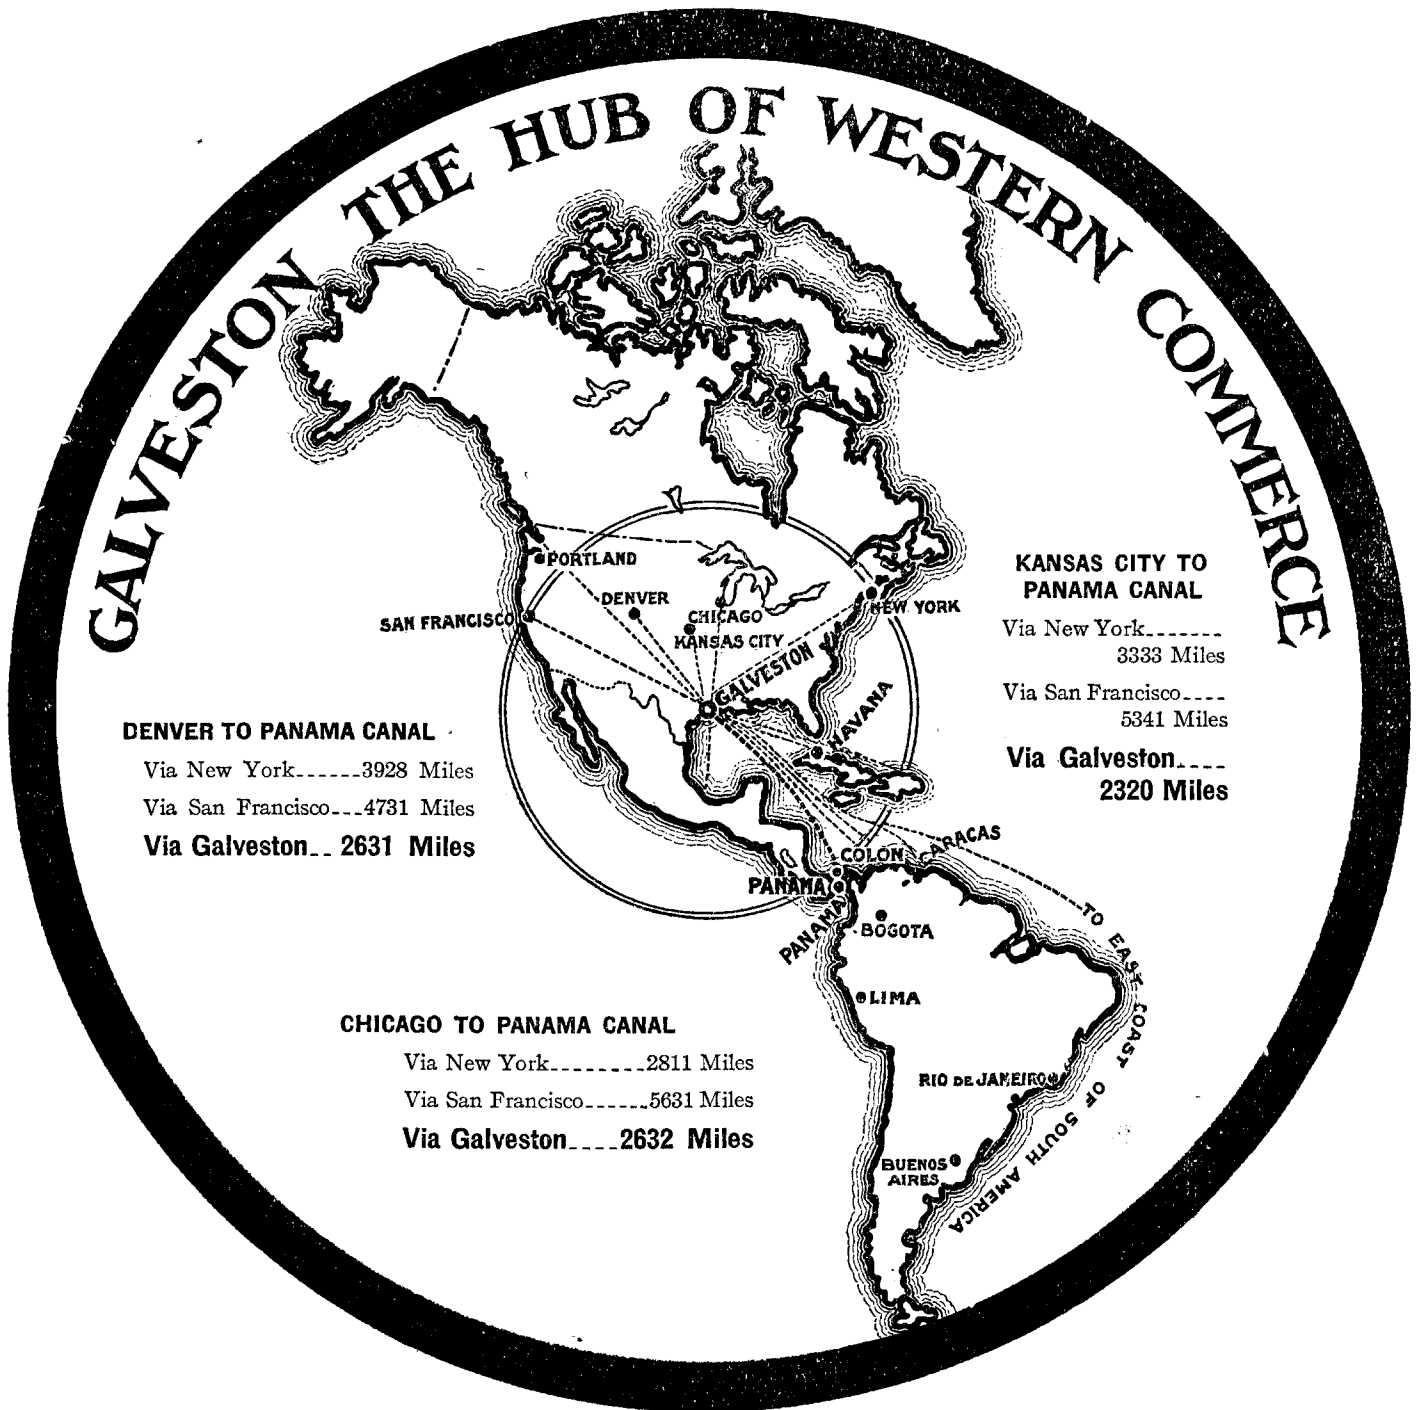 GALVESTON THE HUB OF WESTERN COMMERCE
PORTLAND
SAN FRANCISCO
DENVER
CHICAGO
KANSAS CITY
NEW YORK
GALVESTON
HAVANA
KANSAS CITY TO
PANAMA CANAL
Via New York-------
3333 Miles
Via San Francisco----
5341 Miles
Via Galveston----
2320 Miles
DENVER TO PANAMA CANAL
Via New York------3928 Miles
Via San Francisco---4731 Miles
Via Galveston-- 2631 Miles
COLON
CARACAS
PANAMA
PANAMA
BOGOTA
LIMA
TO EAST COAST OF SOUTH AMERICA
RIO DE JANEIRO
BUENOS
AIRES
CHICAGO TO PANAMA CANAL
Via New York--------2811 Miles
Via San Francisco------5631 Miles
Via Galveston----2632 Miles